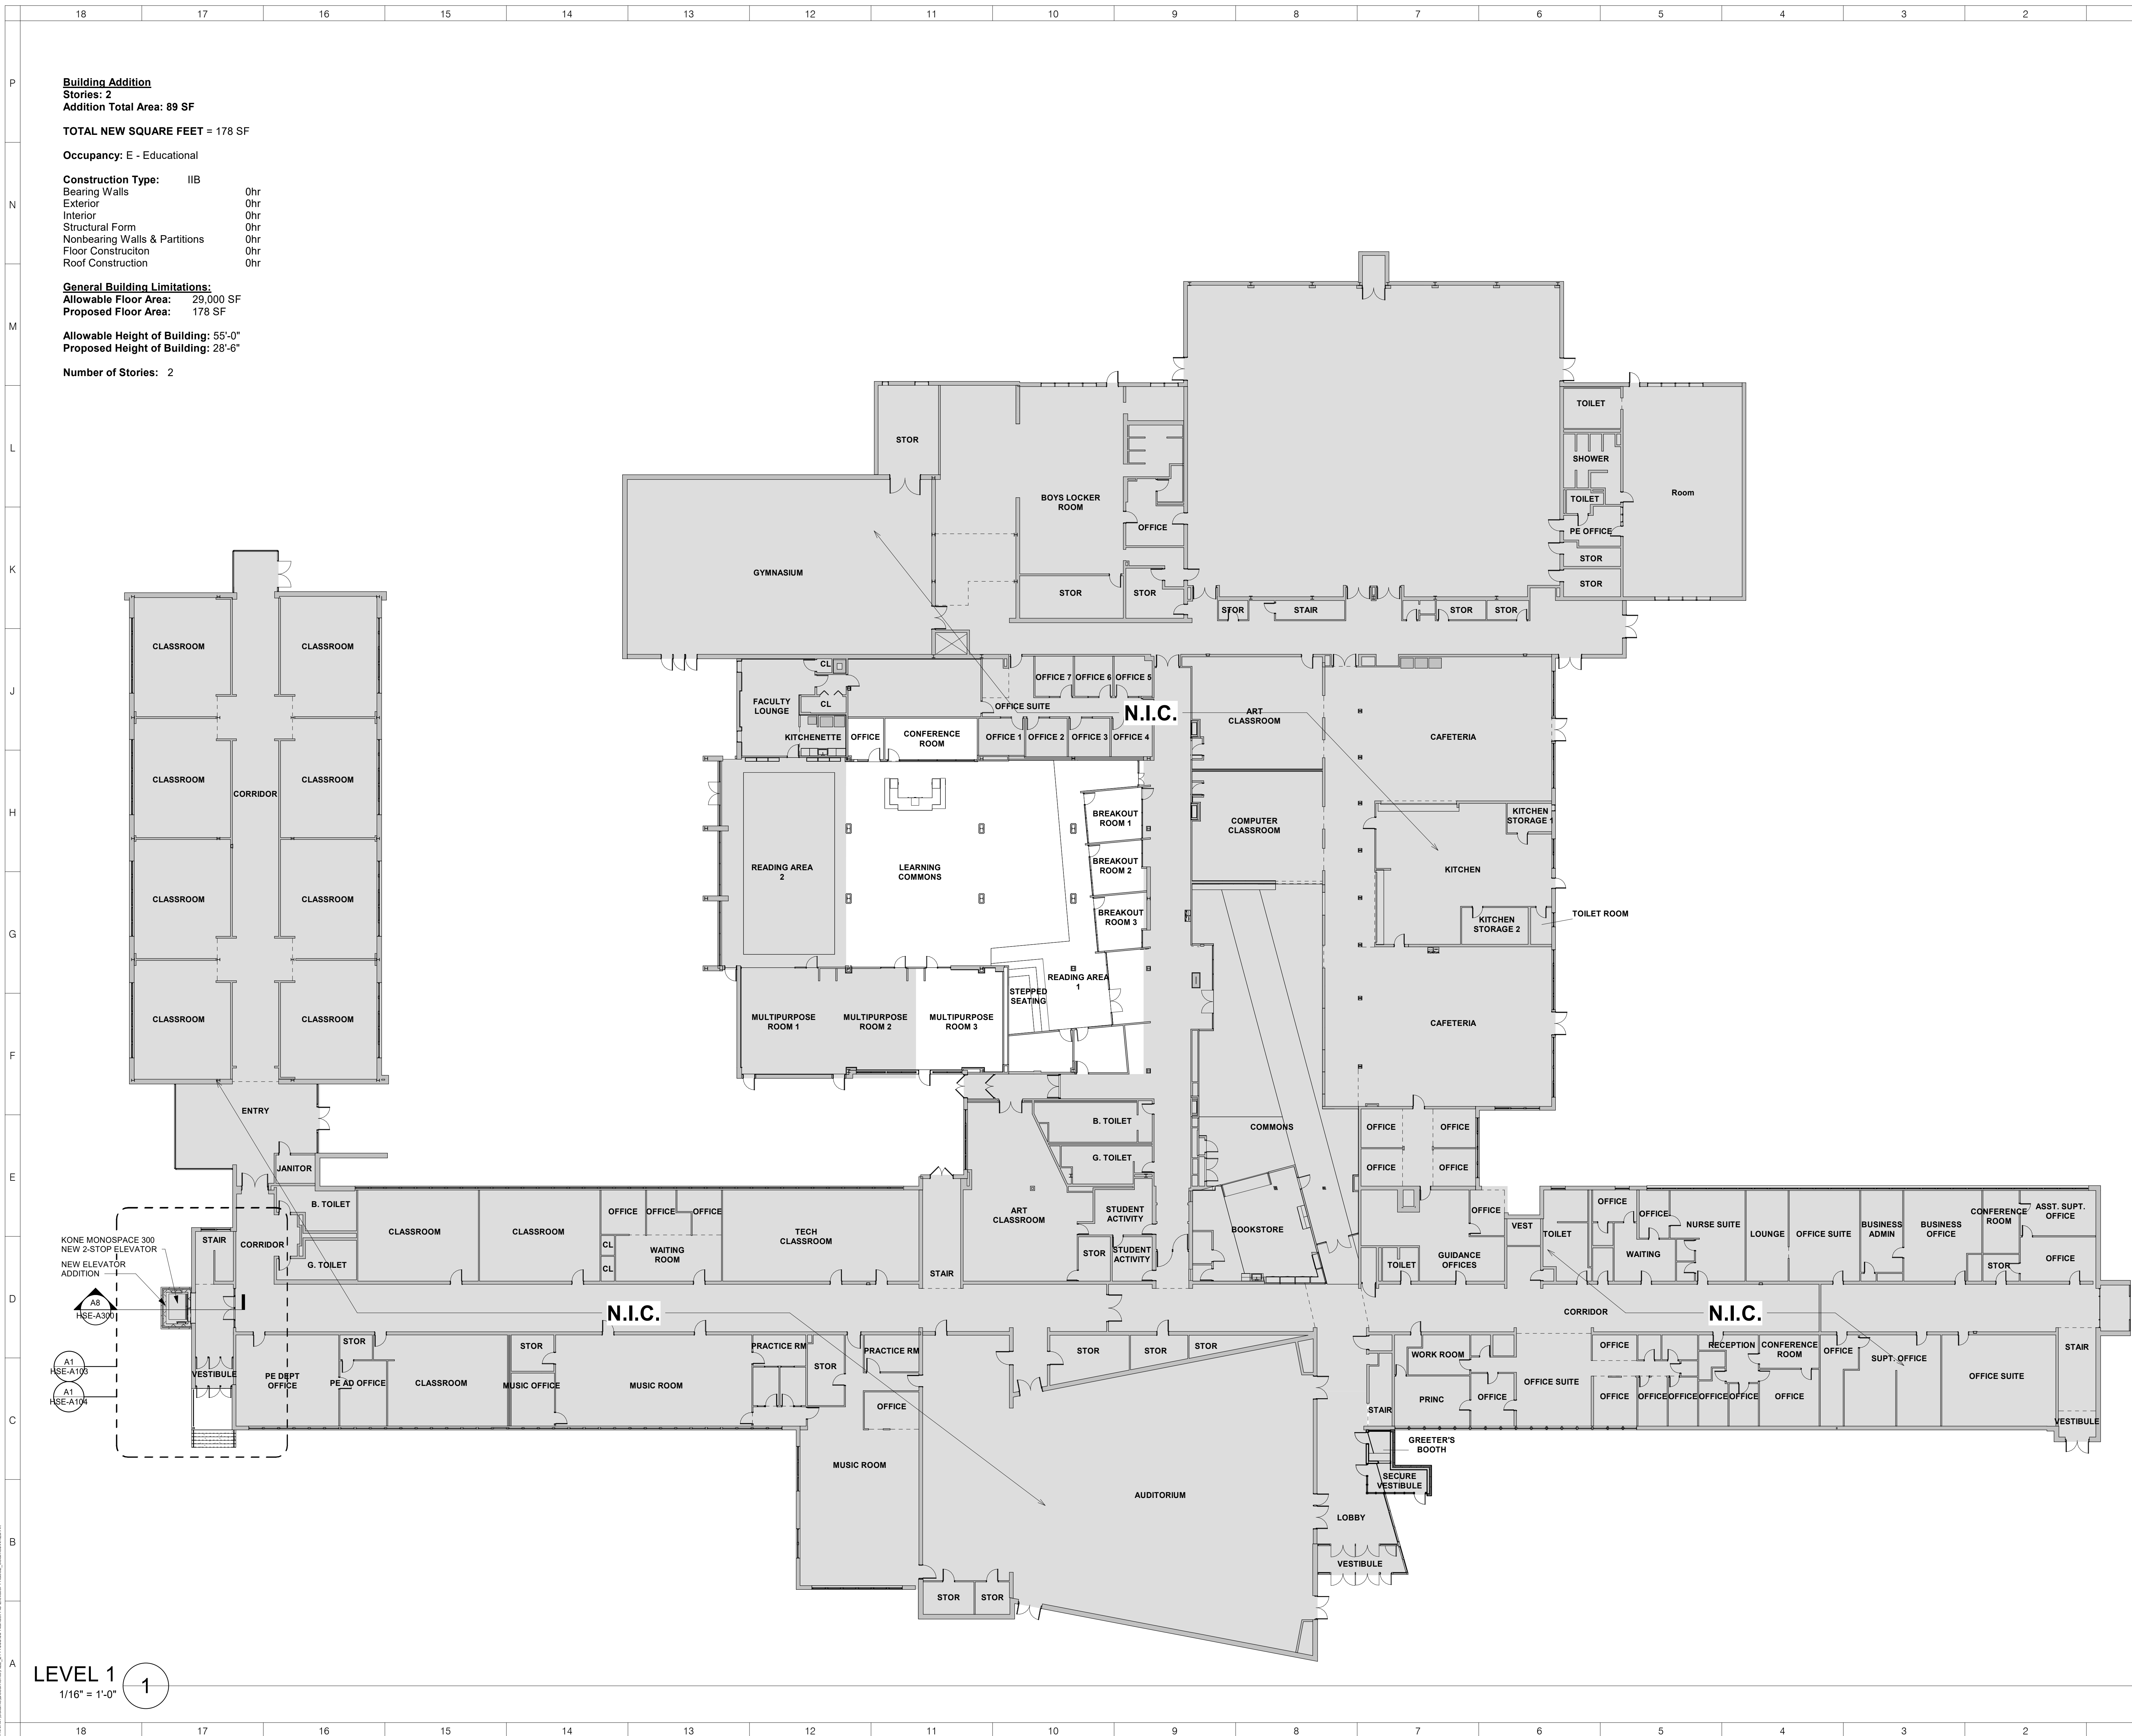 18 17 16 15 14 13 12 11 10 9 8 7 6 5 4 3 2
P
N
M
L
K
J
H
G
F
E
D
C
B
A
Building Addition
Stories: 2
Addition Total Area: 89 SF
TOTAL NEW SQUARE FEET = 178 SF
Occupancy: E - Educational
Construction Type: IIB
Bearing Walls 0hr
Exterior 0hr
Interior 0hr
Structural Form 0hr
Nonbearing Walls & Partitions 0hr
Floor Construciton 0hr
Roof Construction 0hr
General Building Limitations:
Allowable Floor Area: 29,000 SF
Proposed Floor Area: 178 SF
Allowable Height of Building: 55'-0"
Proposed Height of Building: 28'-6"
Number of Stories: 2
TOILET
STOR
SHOWER
Room
BOYS LOCKER
ROOM
TOILET
OFFICE
PE OFFICE
STOR
GYMNASIUM
STOR
STOR
STOR
STOR
STAIR
STOR
STOR
CLASSROOM
CLASSROOM
CL
CL
FACULTY
LOUNGE
KITCHENETTE
OFFICE
CONFERENCE
ROOM
OFFICE 7
OFFICE 6
OFFICE 5
OFFICE SUITE
N.I.C.
OFFICE 1
OFFICE 2
OFFICE 3
OFFICE 4
ART
CLASSROOM
CAFETERIA
CLASSROOM
CORRIDOR
CLASSROOM
BREAKOUT
ROOM 1
COMPUTER
CLASSROOM
KITCHEN
STORAGE 1
READING AREA
2
LEARNING
COMMONS
BREAKOUT
ROOM 2
KITCHEN
CLASSROOM
CLASSROOM
BREAKOUT
ROOM 3
KITCHEN
STORAGE 2
TOILET ROOM
READING AREA
1
STEPPED
SEATING
CLASSROOM
CLASSROOM
MULTIPURPOSE
ROOM 1
MULTIPURPOSE
ROOM 2
MULTIPURPOSE
ROOM 3
CAFETERIA
ENTRY
B. TOILET
COMMONS
OFFICE
OFFICE
JANITOR
G. TOILET
OFFICE
OFFICE
B. TOILET
CLASSROOM
CLASSROOM
OFFICE
OFFICE
OFFICE
TECH
CLASSROOM
ART
CLASSROOM
STUDENT
ACTIVITY
BOOKSTORE
OFFICE
VEST
TOILET
OFFICE
OFFICE
NURSE SUITE
LOUNGE
OFFICE SUITE
BUSINESS
ADMIN
BUSINESS
OFFICE
CONFERENCE
ROOM
ASST. SUPT.
OFFICE
KONE MONOSPACE 300
NEW 2-STOP ELEVATOR
NEW ELEVATOR
ADDITION
STAIR
CORRIDOR
G. TOILET
CL
CL
WAITING
ROOM
STAIR
STOR
STUDENT
ACTIVITY
TOILET
GUIDANCE
OFFICES
WAITING
STOR
OFFICE
A8
HSE-A300
N.I.C.
CORRIDOR
N.I.C.
STOR
STOR
PRACTICE RM
STOR
PRACTICE RM
STOR
STOR
STOR
WORK ROOM
OFFICE
RECEPTION
CONFERENCE
ROOM
OFFICE
SUPT. OFFICE
STAIR
A1
HSE-A103
A1
HSE-A104
VESTIBULE
PE DEPT
OFFICE
PE AD OFFICE
CLASSROOM
MUSIC OFFICE
MUSIC ROOM
OFFICE
STAIR
PRINC
OFFICE
OFFICE SUITE
OFFICE
OFFICE
OFFICE
OFFICE
OFFICE
OFFICE
OFFICE SUITE
VESTIBULE
GREETER'S
BOOTH
MUSIC ROOM
SECURE
VESTIBULE
AUDITORIUM
LOBBY
VESTIBULE
STOR
STOR
LEVEL 1
1/16" = 1'-0"
1
18 17 16 15 14 13 12 11 10 9 8 7 6 5 4 3 2